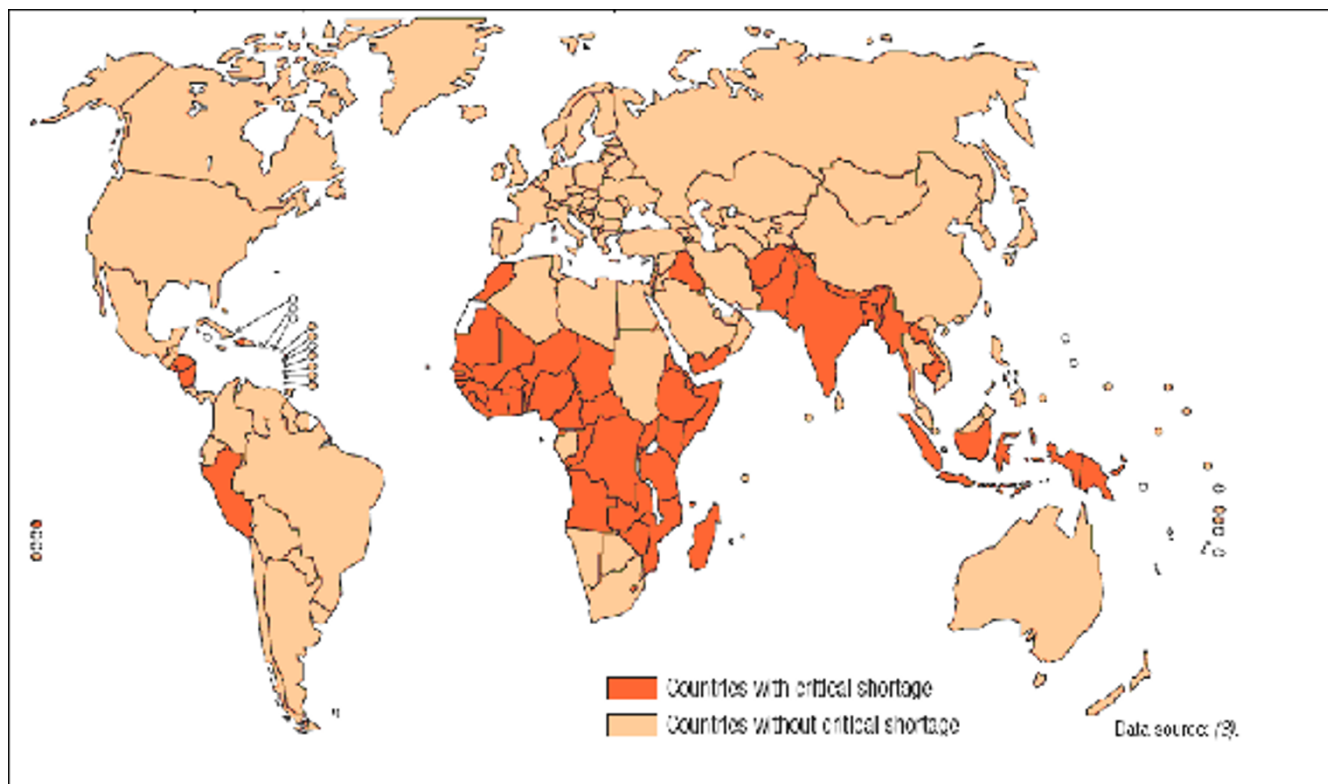 Countries with critical shortage
Countries without critical shortage
Data source: (3).